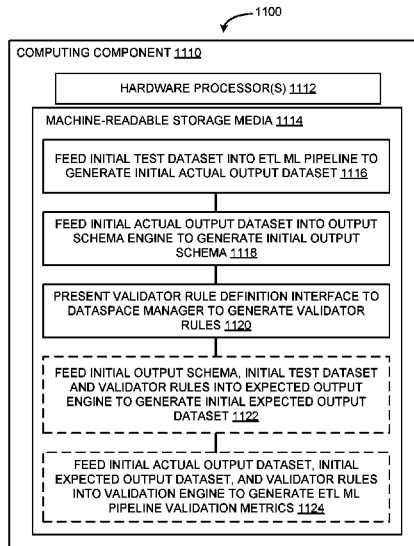 1100
COMPUTING COMPONENT 1110
HARDWARE PROCESSOR(S) 1112
MACHINE-READABLE STORAGE MEDIA 1114
FEED INITIAL TEST DATASET INTO ETL ML PIPELINE TO
GENERATE INITIAL ACTUAL OUTPUT DATASET 1116
FEED INITIAL ACTUAL OUTPUT DATASET INTO OUTPUT
SCHEMA ENGINE TO GENERATE INITIAL OUTPUT
SCHEMA 1118
PRESENT VALIDATOR RULE DEFINITION INTERFACE TO
DATASPACE MANAGER TO GENERATE VALIDATOR
RULES 1120
FEED INITIAL OUTPUT SCHEMA, INITIAL TEST DATASET
AND VALIDATOR RULES INTO EXPECTED OUTPUT
ENGINE TO GENERATE INITIAL EXPECTED OUTPUT
DATASET 1122
FEED INITIAL ACTUAL OUTPUT DATASET, INITIAL
EXPECTED OUTPUT DATASET, AND VALIDATOR RULES
INTO VALIDATION ENGINE TO GENERATE ETL ML
PIPELINE VALIDATION METRICS 1124